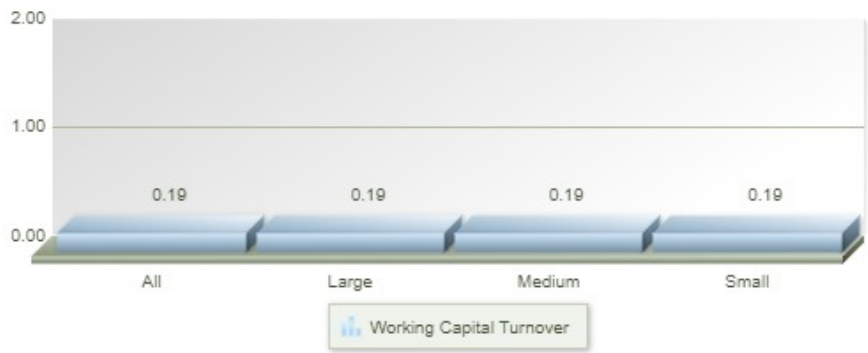 2.00
1.00
0.19 0.19 0.19 0.19
0.00
All Large Medium Small
Working Capital Turnover